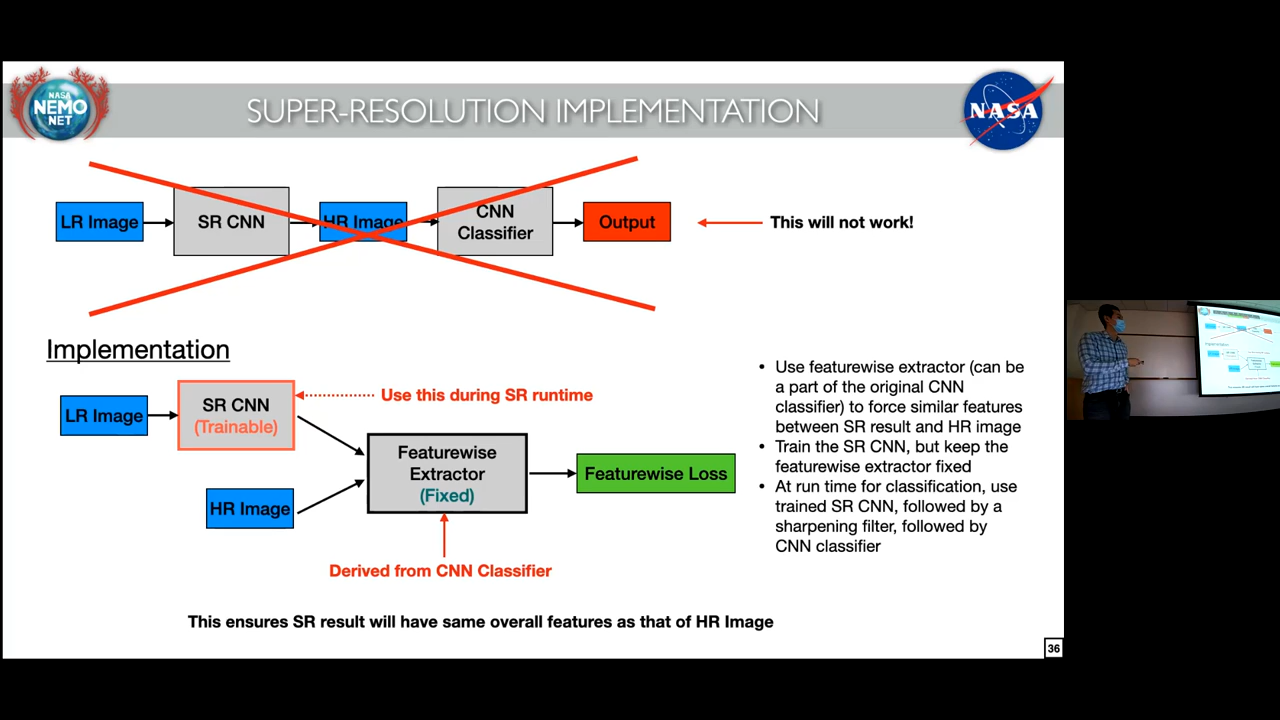 NASA
NEMO
NET
SUPER-RESOLUTION IMPLEMENTATION
NASA
LR Image
SR CNN
HR Image
CNN
Classifier
Output
This will not work!
Implementation
LR Image
SR CNN
(Trainable)
Use this during SR runtime
HR Image
Featurewise
Extractor
(Fixed)
Featurewise Loss
Derived from CNN Classifier
• Use featurewise extractor (can be
a part of the original CNN
classifier) to force similar features
between SR result and HR image
• Train the SR CNN, but keep the
featurewise extractor fixed
• At run time for classification, use
trained SR CNN, followed by a
sharpening filter, followed by
CNN classifier
This ensures SR result will have same overall features as that of HR Image
36